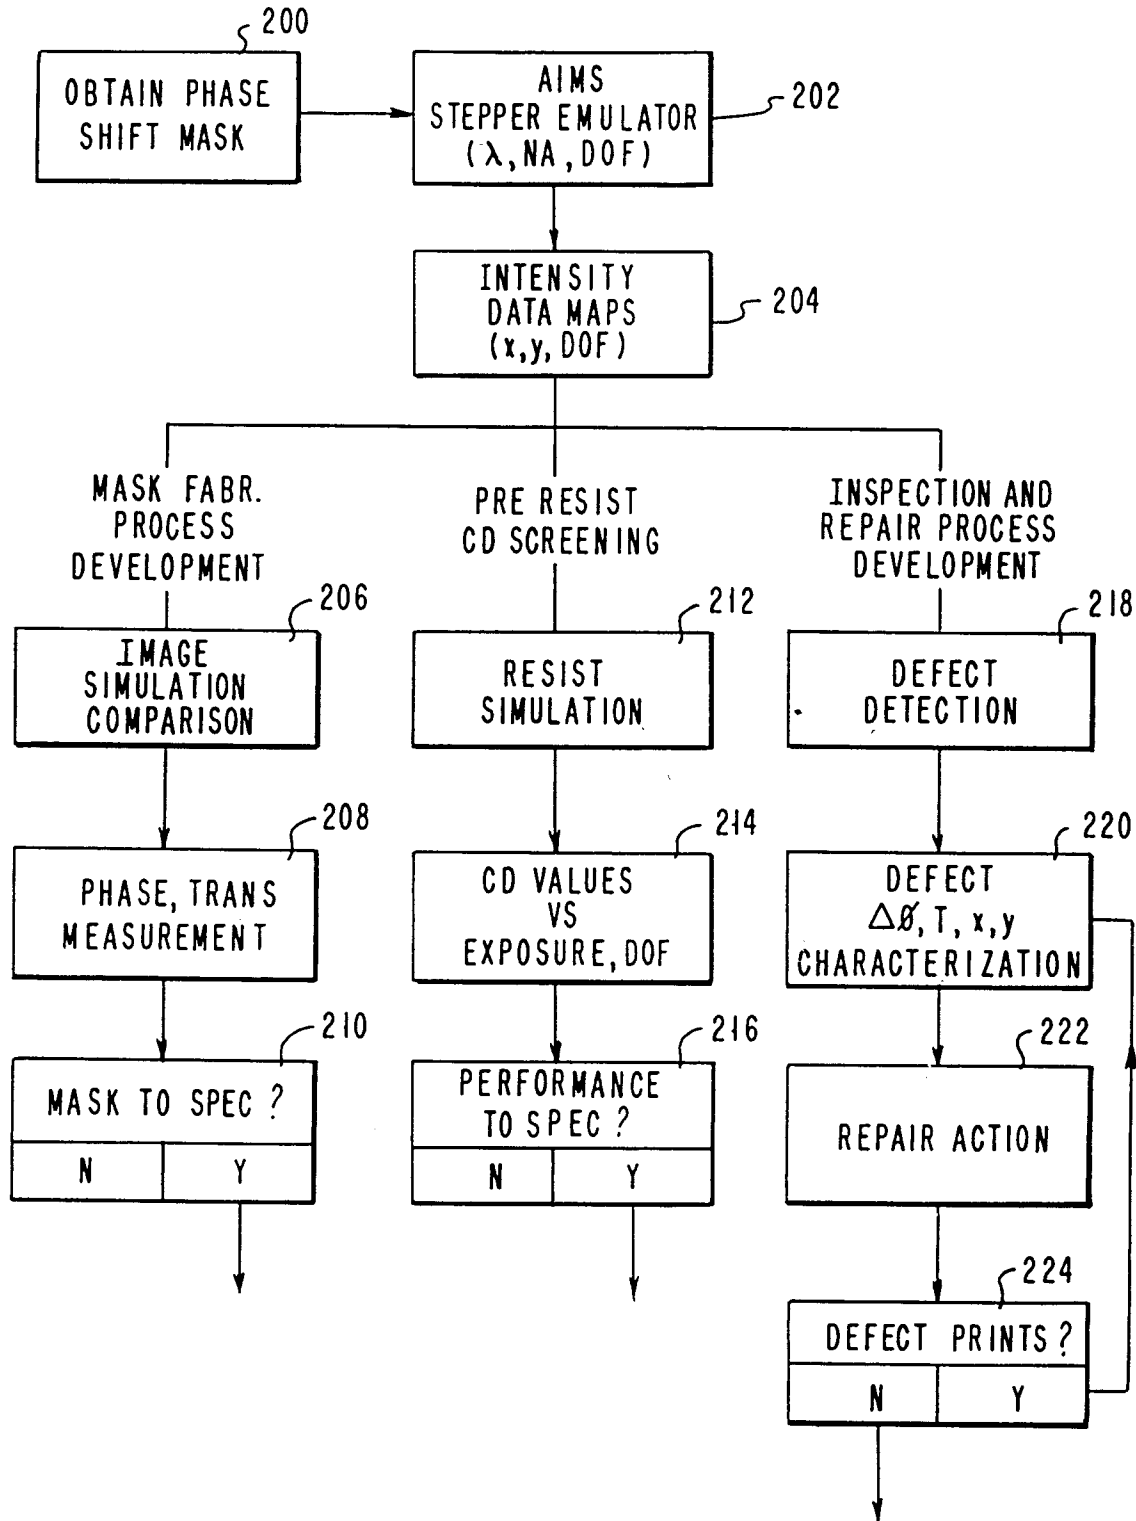 200
OBTAIN PHASE
SHIFT MASK
AIMS
STEPPER EMULATOR
(λ, NA, DOF)
202
INTENSITY
DATA MAPS
(x, y, DOF)
204
MASK FABR.
PROCESS
DEVELOPMENT
206
IMAGE
SIMULATION
COMPARISON
208
PHASE, TRANS
MEASUREMENT
210
MASK TO SPEC ?
N Y
PRE RESIST
CD SCREENING
212
RESIST
SIMULATION
214
CD VALUES
VS
EXPOSURE, DOF
216
PERFORMANCE
TO SPEC ?
N Y
INSPECTION AND
REPAIR PROCESS
DEVELOPMENT
218
DEFECT
DETECTION
220
DEFECT
ΔØ, T, x, y
CHARACTERIZATION
222
REPAIR ACTION
224
DEFECT PRINTS ?
N Y